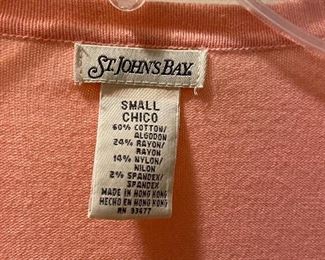 ST. JOHN'S BAY.
SMALL
CHICO
60% COTTON/
ALGODON
24% RAYON/
RAYON
14% NYLON/
NILON
2% SPANDEX/
SPANDEX
MADE IN HONG KONG
HECHO EN HONG KONG
RN 93677